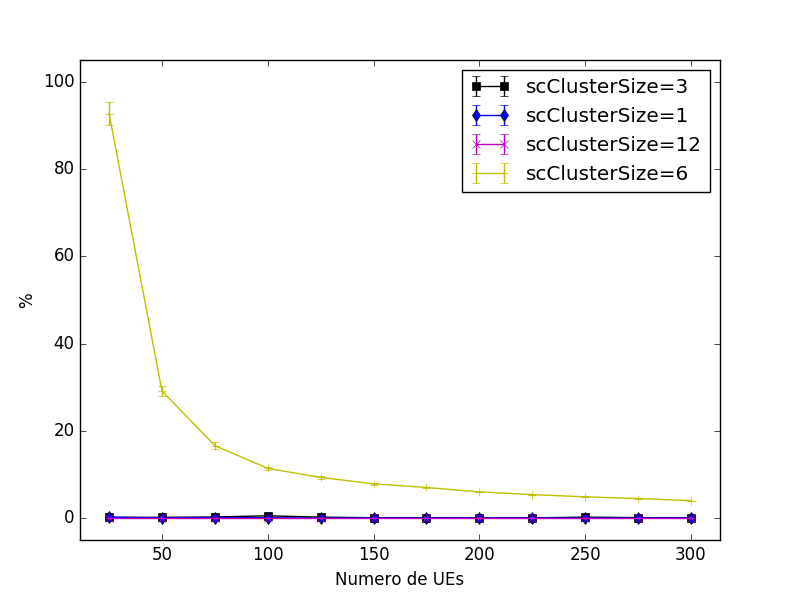 100
80
60
40
20
0
%
scClusterSize=3
scClusterSize=1
scClusterSize=12
scClusterSize=6
50 100 150 200 250 300
Numero de UEs